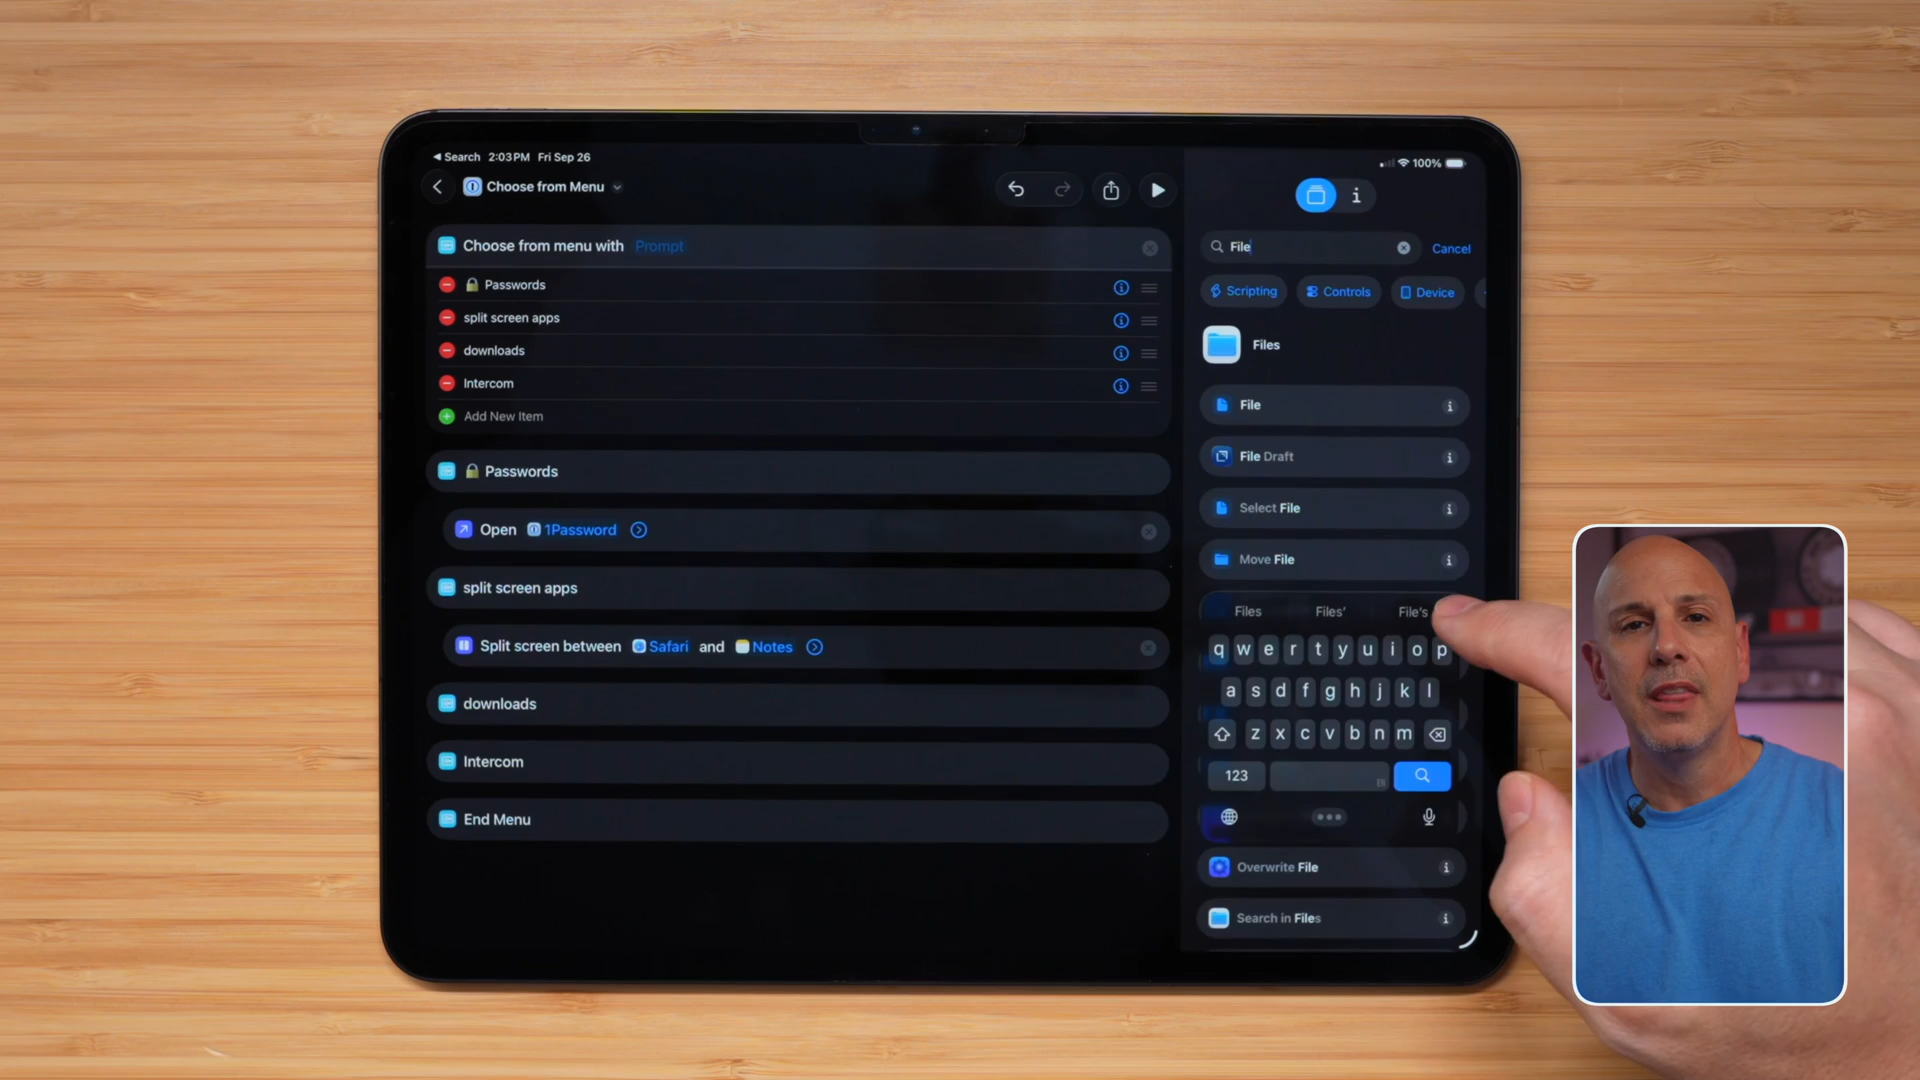 Search 2:03 PM Fri Sep 26
100%
Choose from Menu
Choose from menu with Prompt
Passwords
split screen apps
downloads
Intercom
Add New Item
Passwords
Open 1Password
split screen apps
Split screen between Safari and Notes
downloads
Intercom
End Menu
File
Cancel
Scripting
Controls
Device
Files
File
File Draft
Select File
Move File
Files Files' File's
q w e r t y u i o p
a s d f g h j k l
z x c v b n m
123
EN
Overwrite File
Search in Files